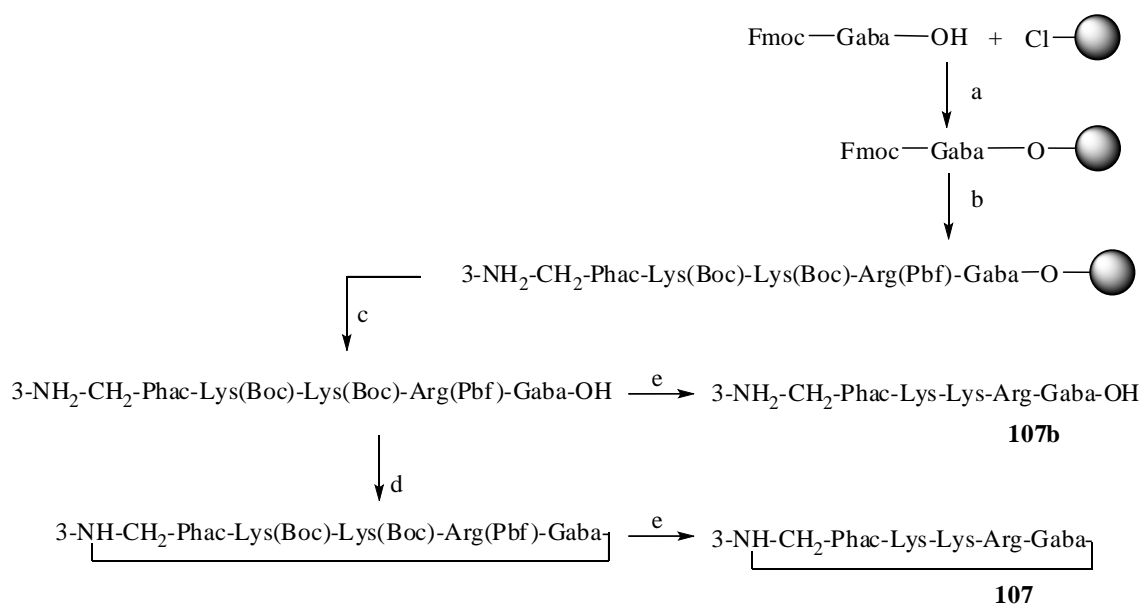 Fmoc—Gaba—OH + Cl—
a
Fmoc—Gaba—O—
b
3-NH₂-CH₂-Phac-Lys(Boc)-Lys(Boc)-Arg(Pbf)-Gaba—O—
c
3-NH₂-CH₂-Phac-Lys(Boc)-Lys(Boc)-Arg(Pbf)-Gaba-OH e 3-NH₂-CH₂-Phac-Lys-Lys-Arg-Gaba-OH
107b
d
3-NH-CH₂-Phac-Lys(Boc)-Lys(Boc)-Arg(Pbf)-Gaba- e 3-NH-CH₂-Phac-Lys-Lys-Arg-Gaba-
107